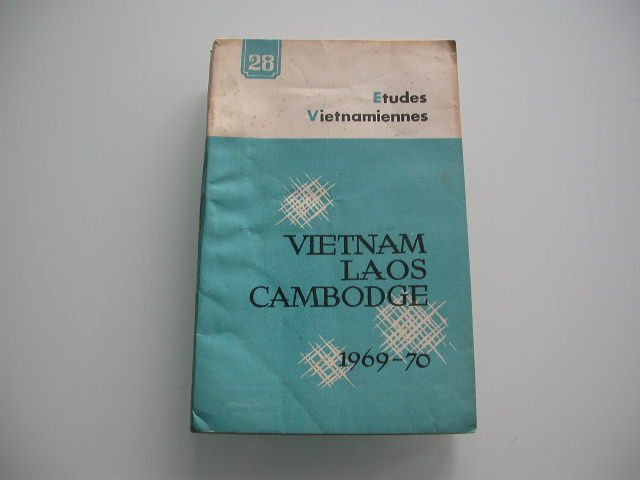 28
Etudes
Vietnamiennes
VIETNAM
LAOS
CAMBODGE
1969-70